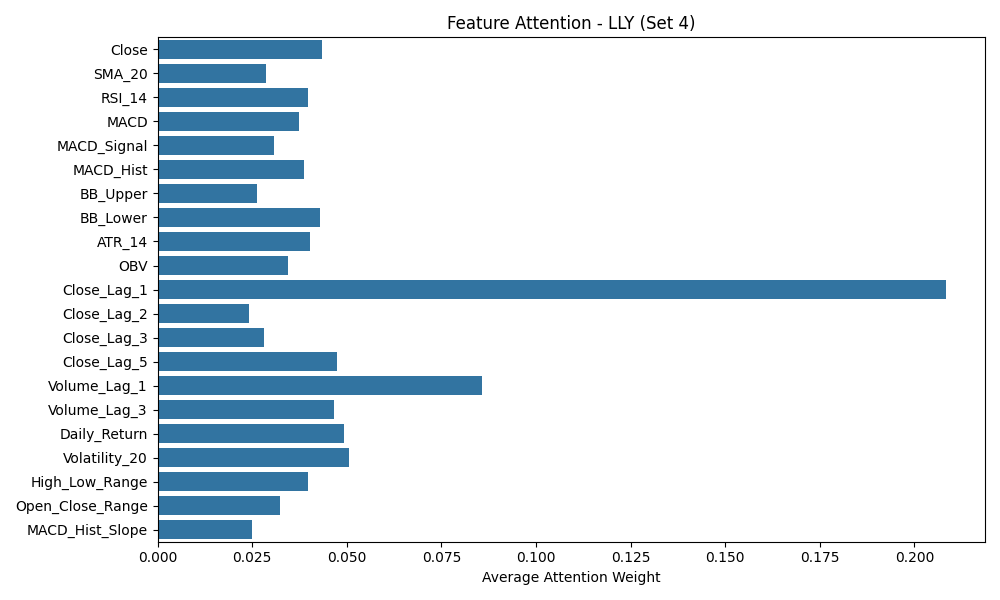 Feature Attention - LLY (Set 4)
Close
SMA_20
RSI_14
MACD
MACD_Signal
MACD_Hist
BB_Upper
BB_Lower
ATR_14
OBV
Close_Lag_1
Close_Lag_2
Close_Lag_3
Close_Lag_5
Volume_Lag_1
Volume_Lag_3
Daily_Return
Volatility_20
High_Low_Range
Open_Close_Range
MACD_Hist_Slope
0.000 0.025 0.050 0.075 0.100 0.125 0.150 0.175 0.200
Average Attention Weight